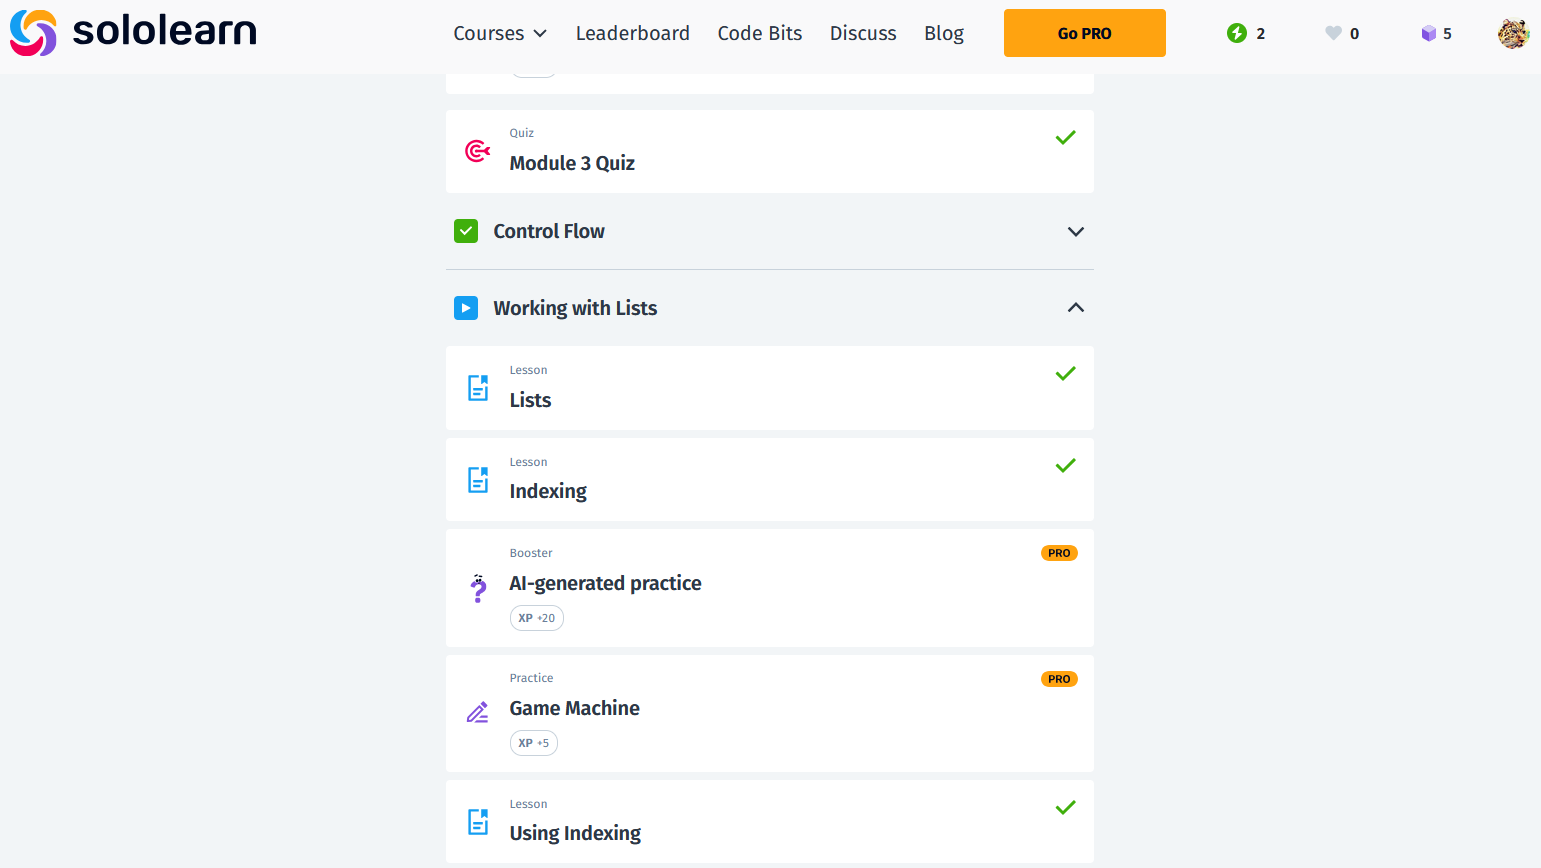 sololearn
Courses Leaderboard Code Bits Discuss Blog Go PRO 2 0 5
Quiz
Module 3 Quiz
Control Flow
Working with Lists
Lesson
Lists
Lesson
Indexing
Booster PRO
AI-generated practice
XP +20
Practice PRO
Game Machine
XP +5
Lesson
Using Indexing